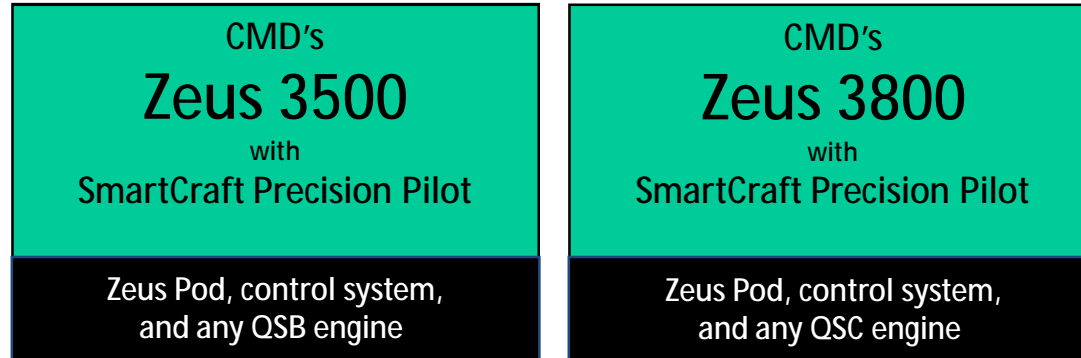 CMD's
Zeus 3500
with
SmartCraft Precision Pilot
Zeus Pod, control system,
and any QSB engine
CMD's
Zeus 3800
with
SmartCraft Precision Pilot
Zeus Pod, control system,
and any QSC engine